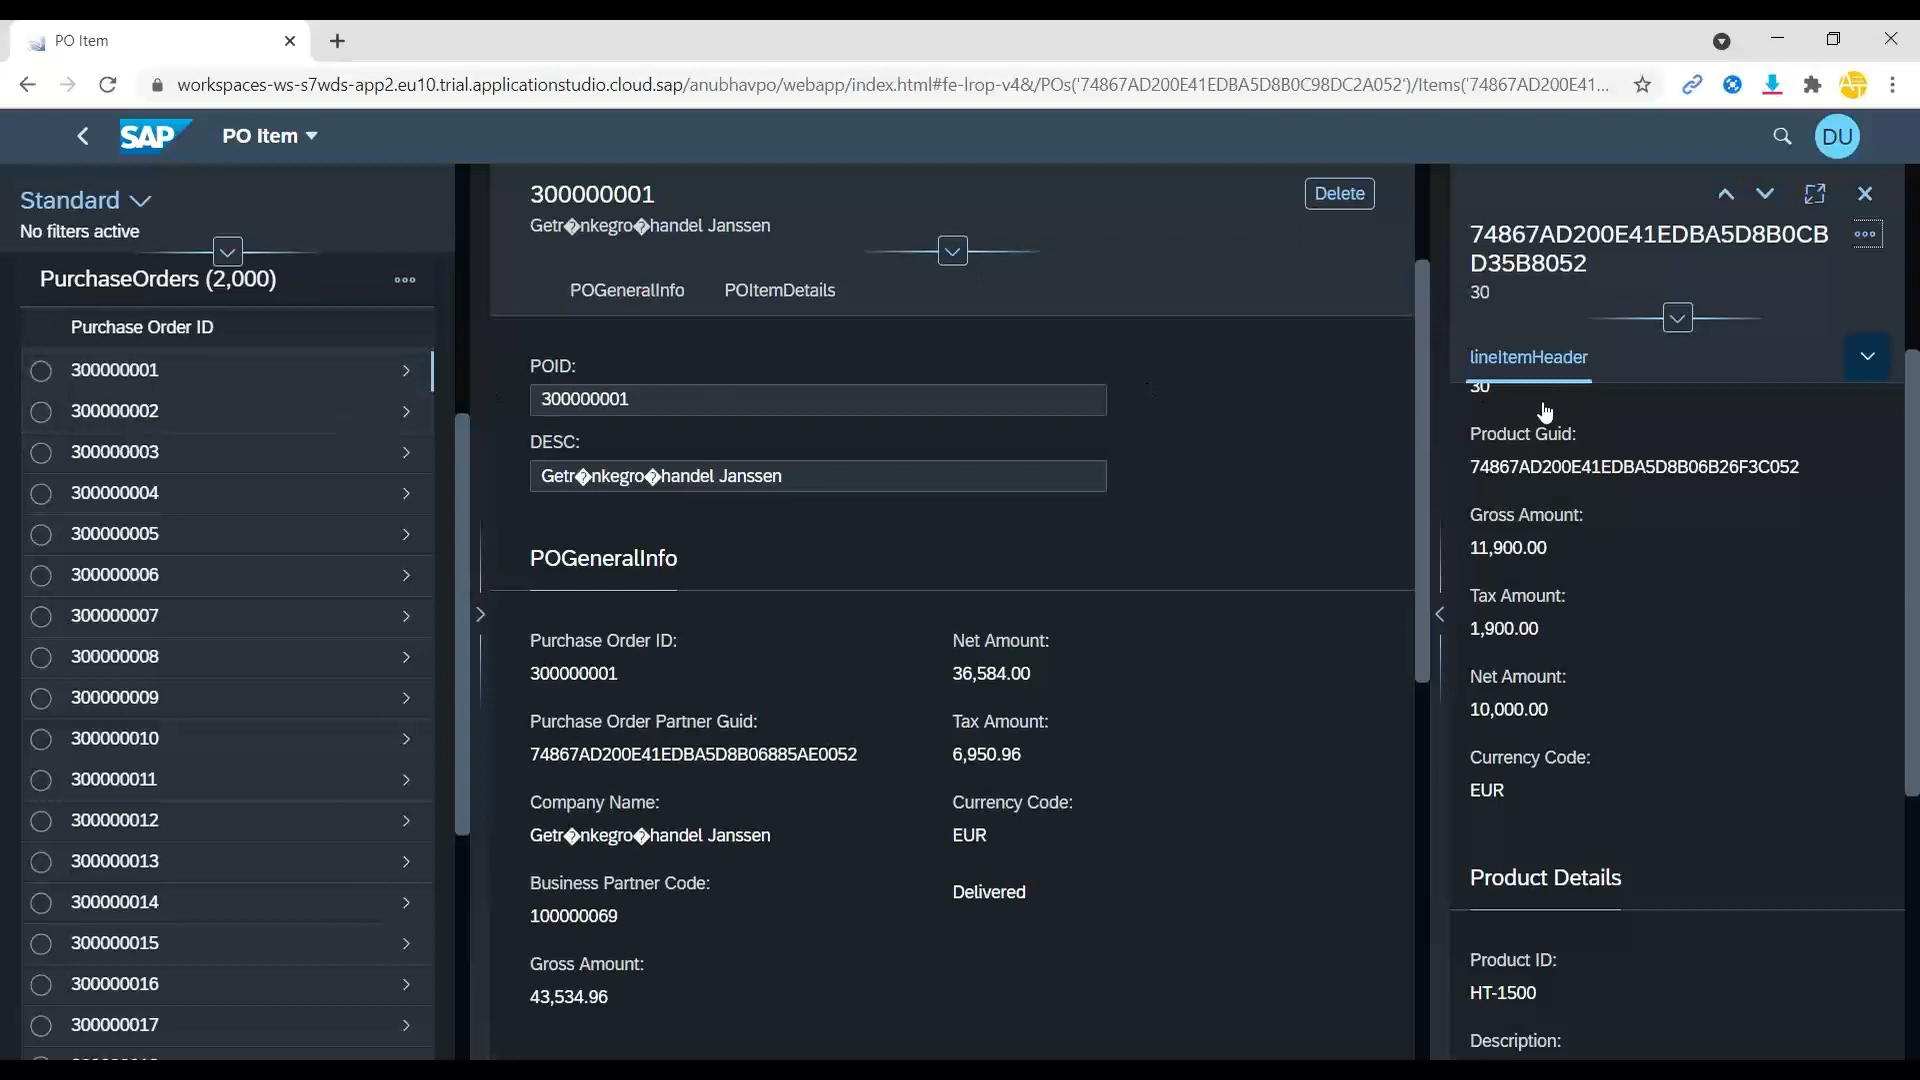 PO Item
workspaces-ws-s7wds-app2.eu10.trial.applicationstudio.cloud.sap/anubhavpo/webapp/index.html#fe-lrop-v4&/POs('74867AD200E41EDBA5D8B0C98DC2A052')/Items('74867AD200E41...
SAP
PO Item
DU
Standard
No filters active
PurchaseOrders (2,000)
Purchase Order ID
300000001
300000002
300000003
300000004
300000005
300000006
300000007
300000008
300000009
300000010
300000011
300000012
300000013
300000014
300000015
300000016
300000017
300000001
Delete
Getr�nkegro�handel Janssen
POGeneralInfo
POItemDetails
POID:
300000001
DESC:
Getr�nkegro�handel Janssen
POGeneralInfo
Purchase Order ID:
300000001
Purchase Order Partner Guid:
74867AD200E41EDBA5D8B06885AE0052
Company Name:
Getr�nkegro�handel Janssen
Business Partner Code:
100000069
Gross Amount:
43,534.96
Net Amount:
36,584.00
Tax Amount:
6,950.96
Currency Code:
EUR
Delivered
74867AD200E41EDBA5D8B0CB
D35B8052
30
lineItemHeader
30
Product Guid:
74867AD200E41EDBA5D8B06B26F3C052
Gross Amount:
11,900.00
Tax Amount:
1,900.00
Net Amount:
10,000.00
Currency Code:
EUR
Product Details
Product ID:
HT-1500
Description: